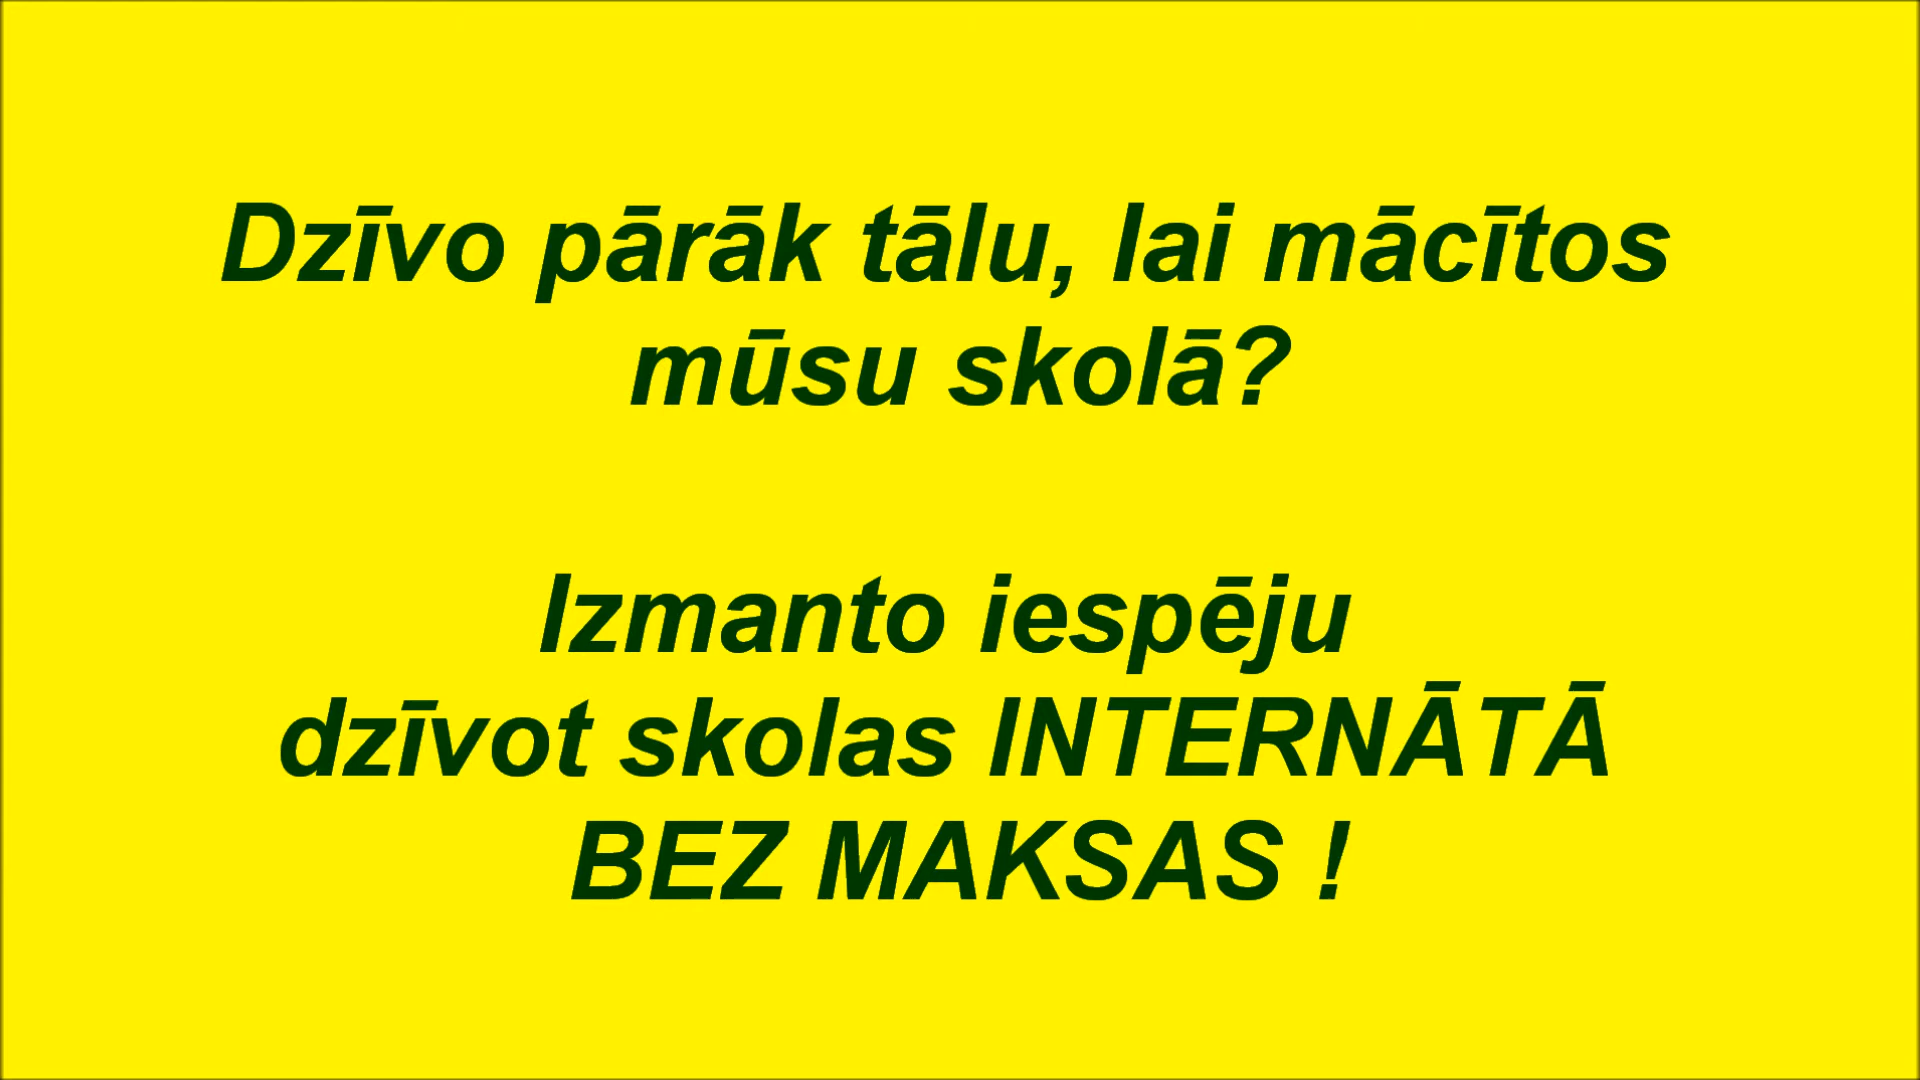 Dzīvo pārāk tālu, lai mācītos
mūsu skolā?
Izmanto iespēju
dzīvot skolas INTERNĀTĀ
BEZ MAKSAS !